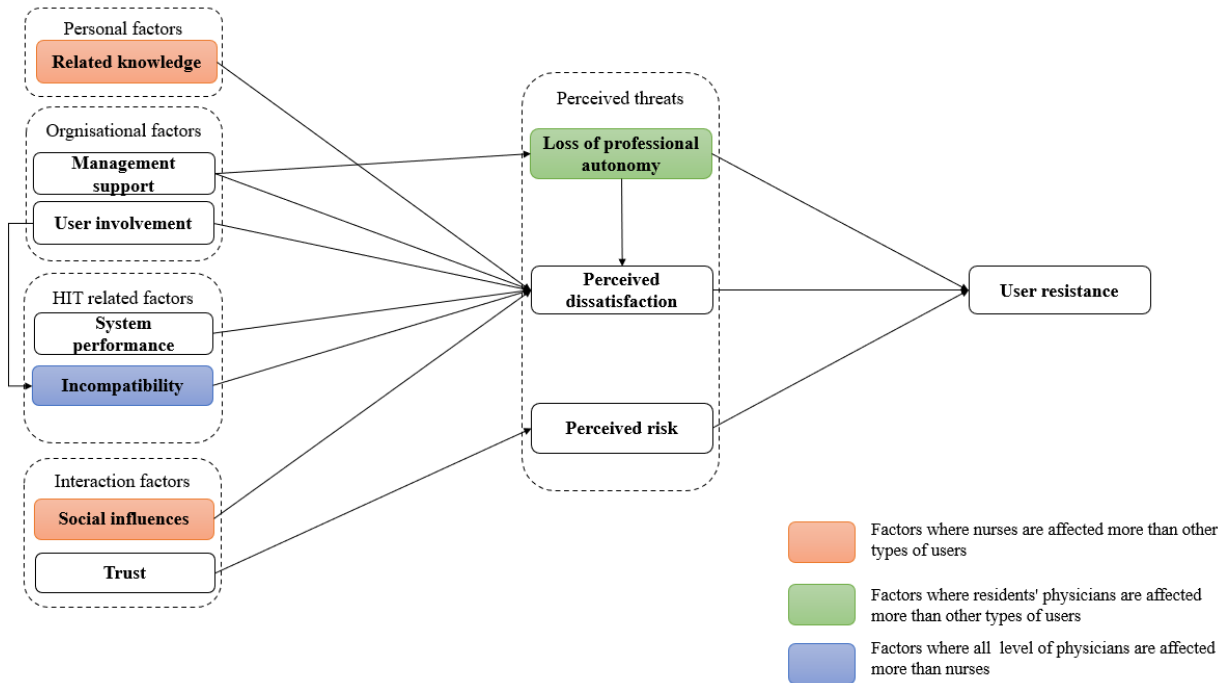 Personal factors
Related knowledge
Orgnisational factors
Management
support
User involvement
HIT related factors
System
performance
Incompatibility
Interaction factors
Social influences
Trust
Perceived threats
Loss of professional
autonomy
Perceived
dissatisfaction
Perceived risk
User resistance
Factors where nurses are affected more than other
types of users
Factors where residents' physicians are affected
more than other types of users
Factors where all level of physicians are affected
more than nurses